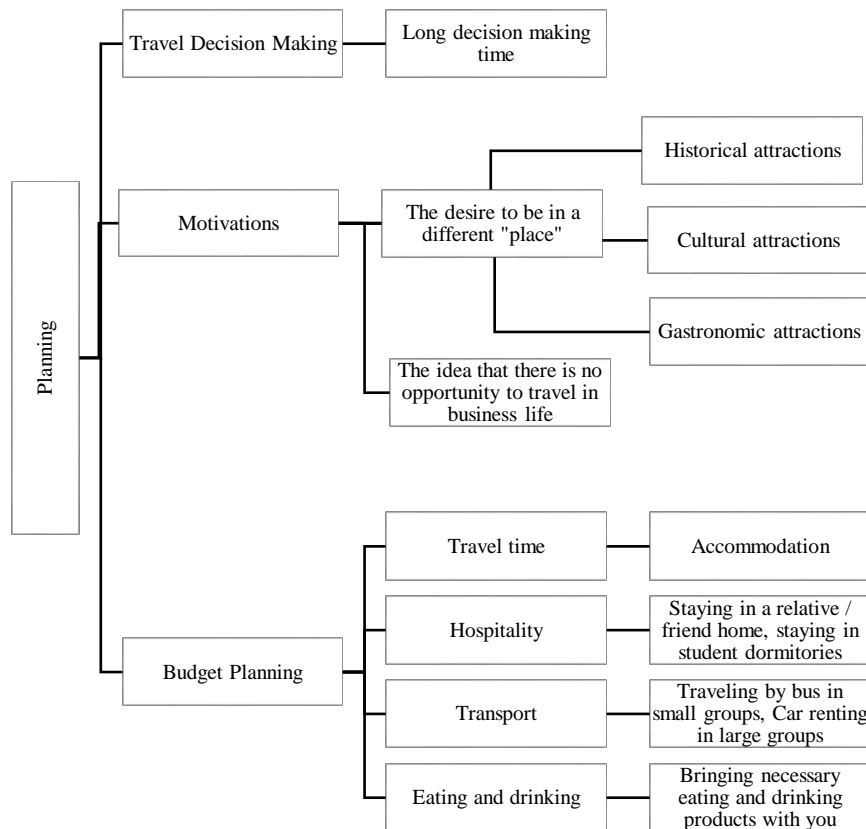 Planning
Travel Decision Making
Long decision making
time
Motivations
The desire to be in a
different "place"
Historical attractions
Cultural attractions
Gastronomic attractions
The idea that there is no
opportunity to travel in
business life
Budget Planning
Travel time
Accommodation
Hospitality
Staying in a relative /
friend home, staying in
student dormitories
Transport
Traveling by bus in
small groups, Car renting
in large groups
Eating and drinking
Bringing necessary
eating and drinking
products with you